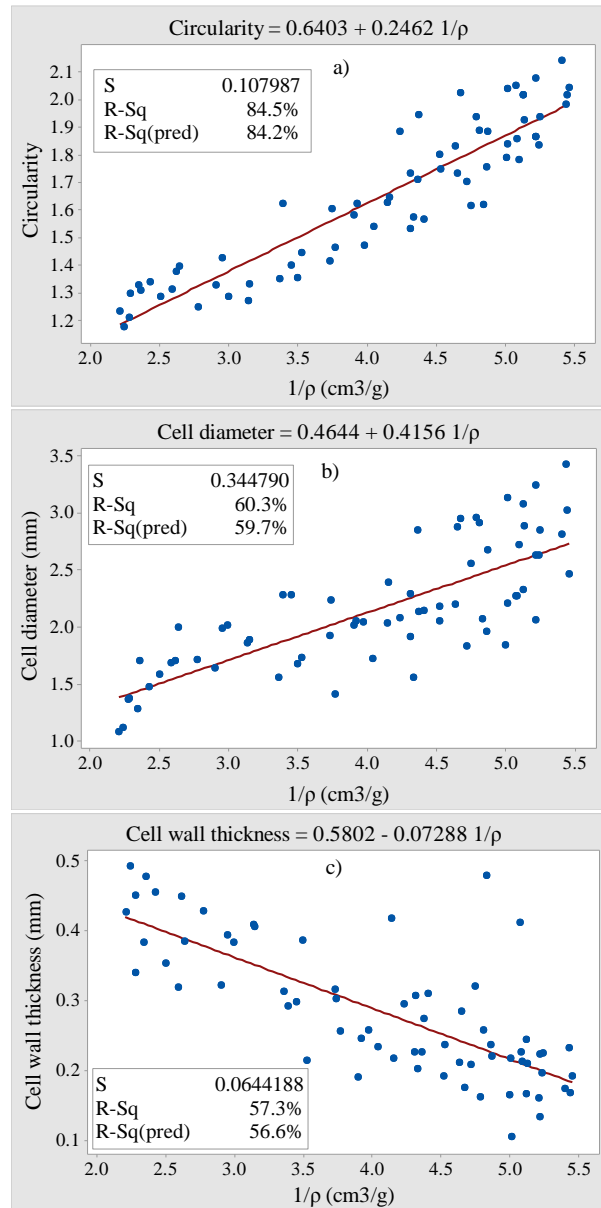 Circularity = 0.6403 + 0.2462 1/ρ
a)
S 0.107987
R-Sq 84.5%
R-Sq(pred) 84.2%
Circularity
2.1
2.0
1.9
1.8
1.7
1.6
1.5
1.4
1.3
1.2
2.0 2.5 3.0 3.5 4.0 4.5 5.0 5.5
1/ρ (cm3/g)
Cell diameter = 0.4644 + 0.4156 1/ρ
b)
S 0.344790
R-Sq 60.3%
R-Sq(pred) 59.7%
Cell diameter (mm)
3.5
3.0
2.5
2.0
1.5
1.0
2.0 2.5 3.0 3.5 4.0 4.5 5.0 5.5
1/ρ (cm3/g)
Cell wall thickness = 0.5802 - 0.07288 1/ρ
c)
Cell wall thickness (mm)
0.5
0.4
0.3
0.2
0.1
S 0.0644188
R-Sq 57.3%
R-Sq(pred) 56.6%
2.0 2.5 3.0 3.5 4.0 4.5 5.0 5.5
1/ρ (cm3/g)